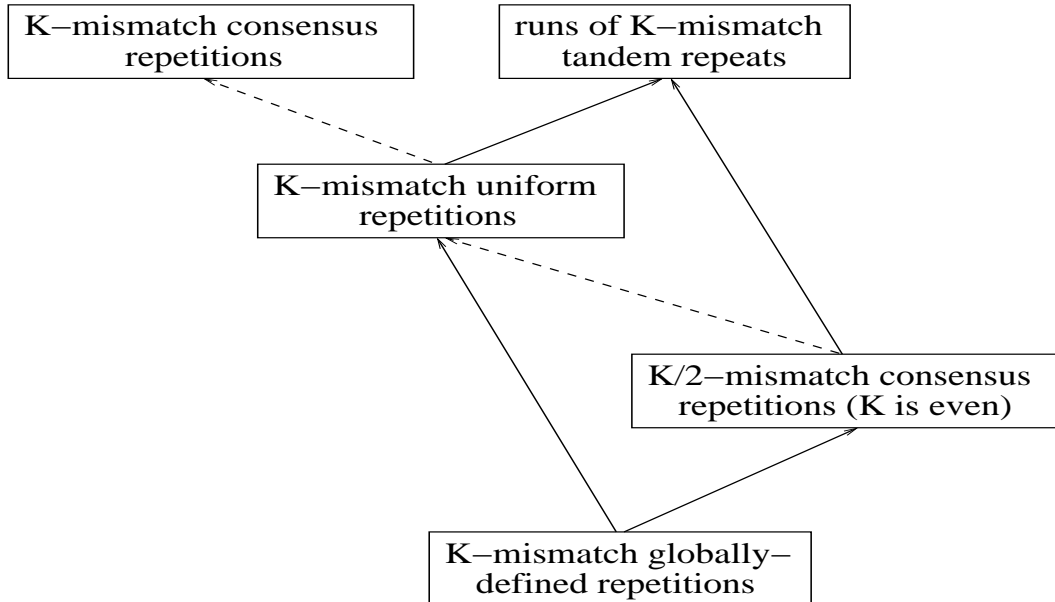 K−mismatch consensus
repetitions
runs of K−mismatch
tandem repeats
K−mismatch uniform
repetitions
K/2−mismatch consensus
repetitions (K is even)
K−mismatch globally−
defined repetitions